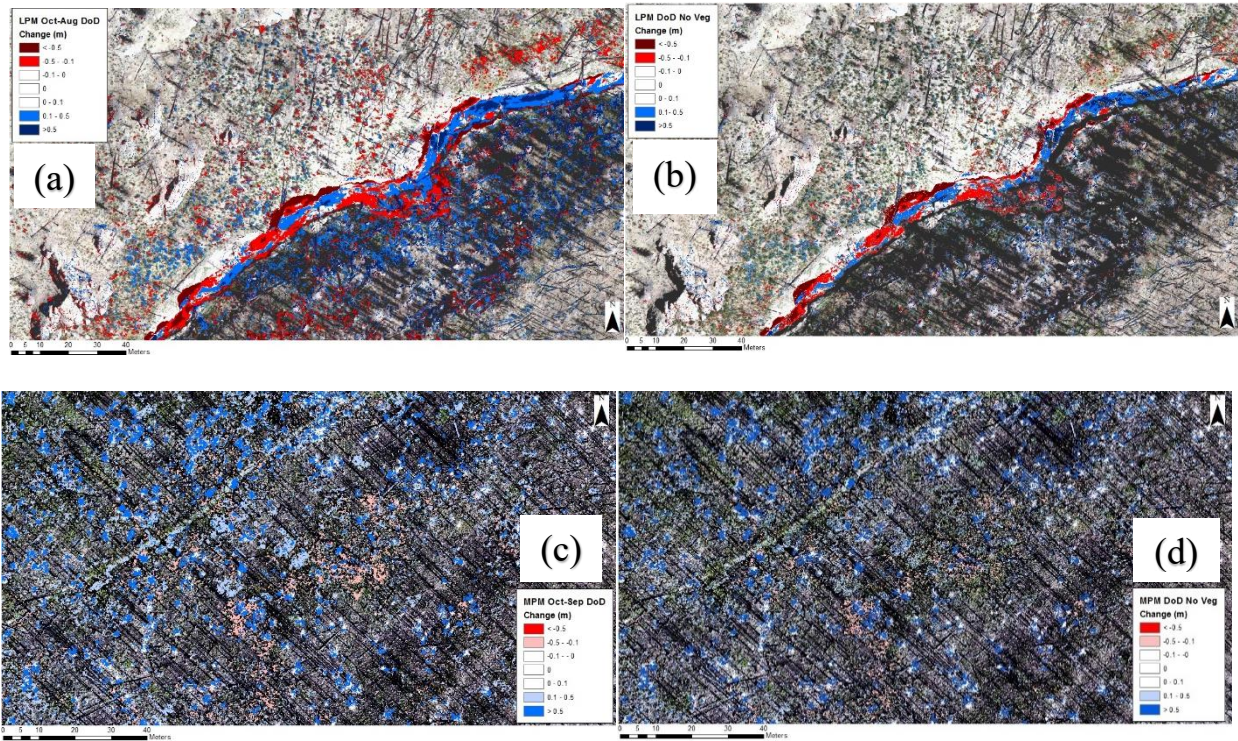 LPM Oct-Aug DoD
Change (m)
< -0.5
-0.5 - -0.1
-0.1 - 0
0
0 - 0.1
0.1 - 0.5
>0.5
(a)
N
0 5 10 20 30 40
Meters
LPM DoD No Veg
Change (m)
< -0.5
-0.5 - -0.1
-0.1 - 0
0
0 - 0.1
0.1 - 0.5
>0.5
(b)
N
0 5 10 20 30 40
Meters
N
(c)
MPM Oct-Sep DoD
Change (m)
< -0.5
-0.5 - -0.1
-0.1 - -0
0
0 - 0.1
0.1 - 0.5
> 0.5
0 5 10 20 30 40
Meters
N
(d)
MPM DoD No Veg
Change (m)
< -0.5
-0.5 - -0.1
-0.1 - -0
0
0 - 0.1
0.1 - 0.5
> 0.5
0 5 10 20 30 40
Meters